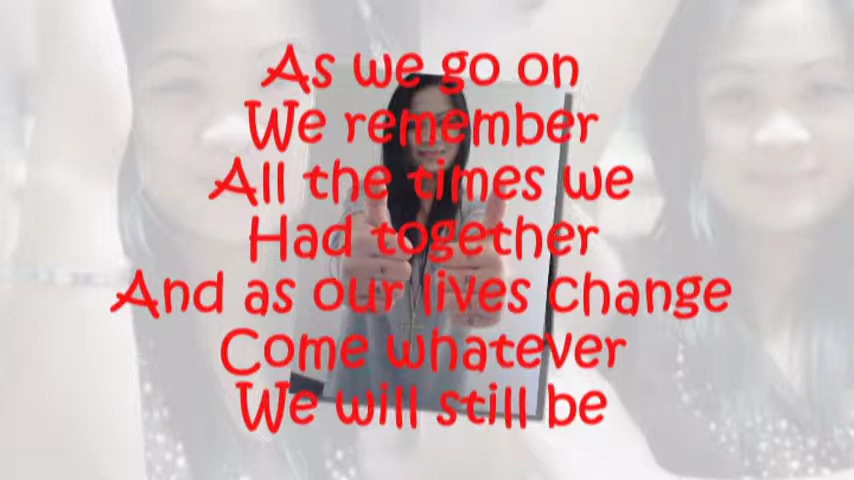 As we go on
We remember
All the times we
Had together
And as our lives change
Come whatever
We will still be